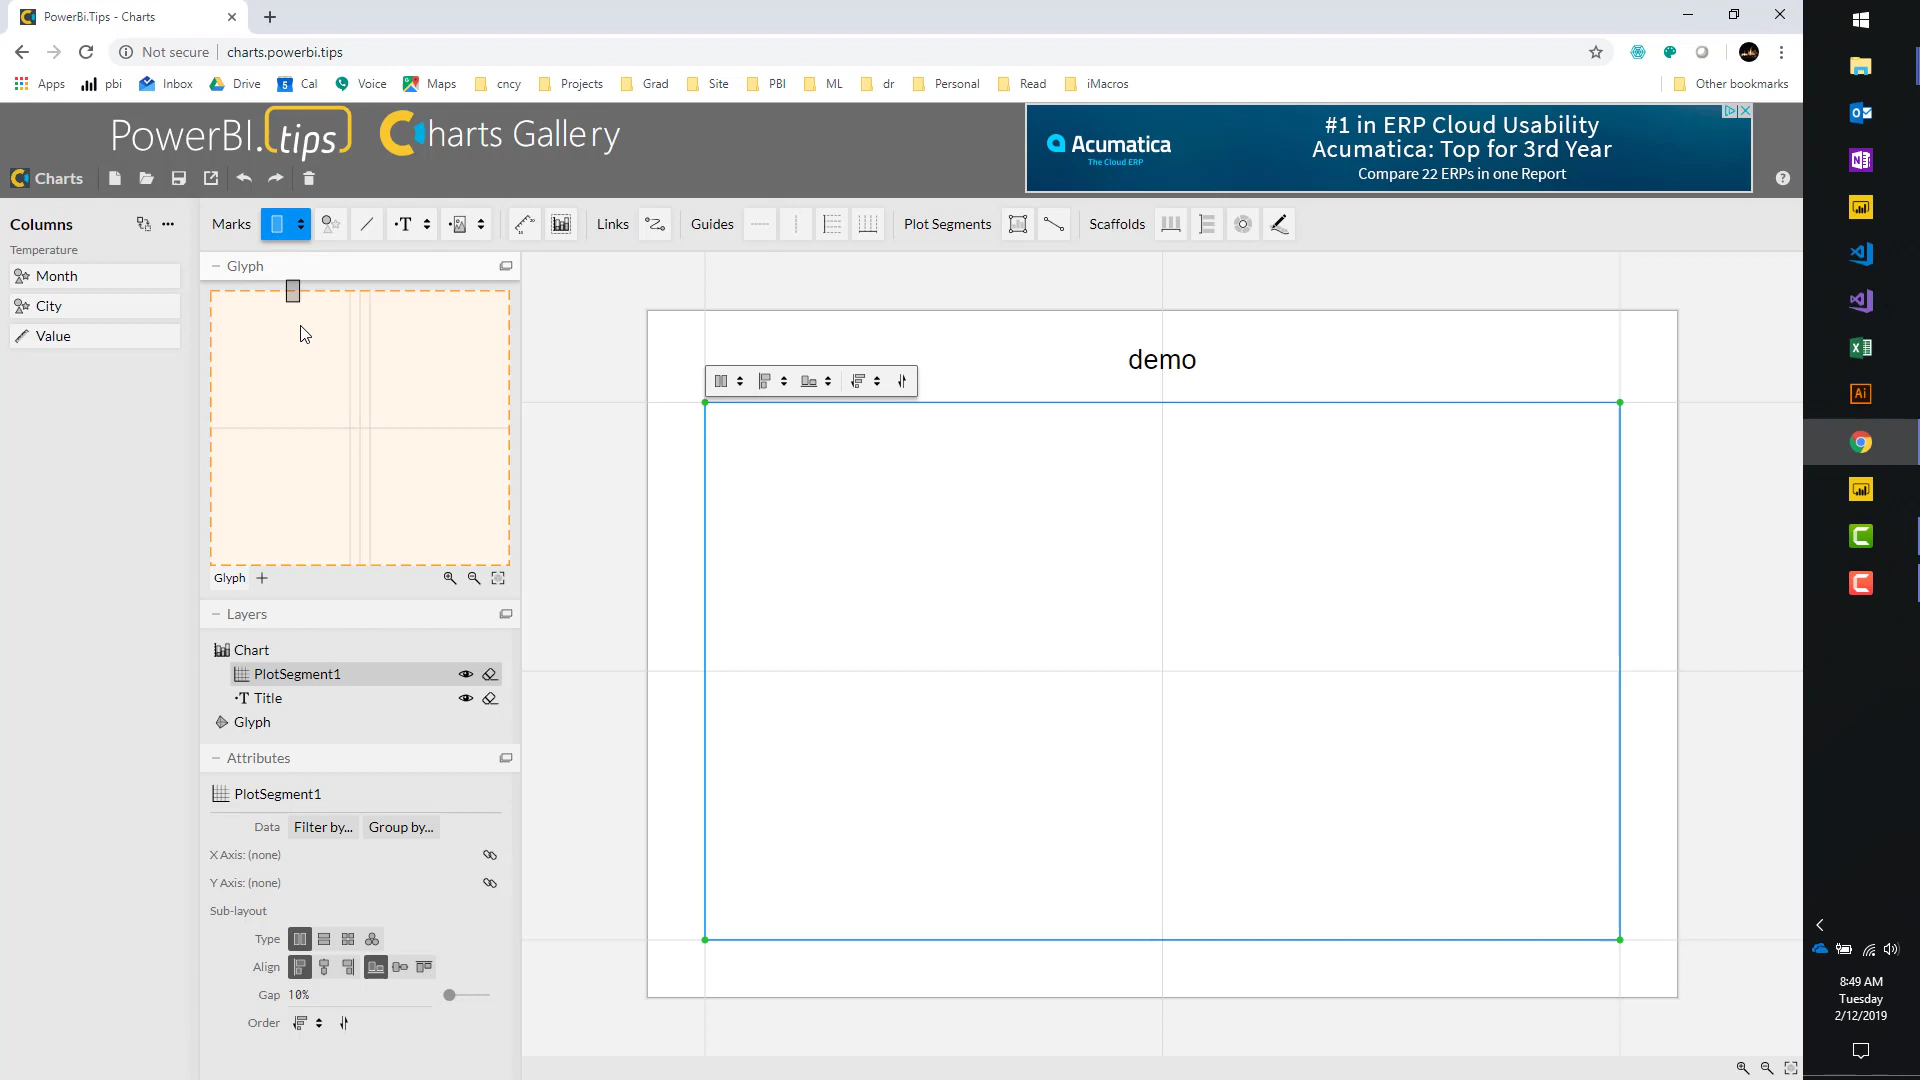 PowerBi.Tips - Charts
Not secure
charts.powerbi.tips
Apps
pbi
Inbox
Drive
5
Cal
Voice
Maps
cncy
Projects
Grad
Site
PBI
ML
dr
Personal
Read
iMacros
Other bookmarks
PowerBI.tips Charts Gallery
Acumatica
The Cloud ERP
#1 in ERP Cloud Usability
Acumatica: Top for 3rd Year
Compare 22 ERPs in one Report
Charts
Columns
Temperature
Month
City
Value
Marks
Links
Guides
Plot Segments
Scaffolds
Glyph
Glyph
Layers
Chart
PlotSegment1
Title
Glyph
Attributes
PlotSegment1
Data
Filter by...
Group by...
X Axis: (none)
Y Axis: (none)
Sub-layout
Type
Align
Gap
10%
Order
demo
Ai
8:49 AM
Tuesday
2/12/2019